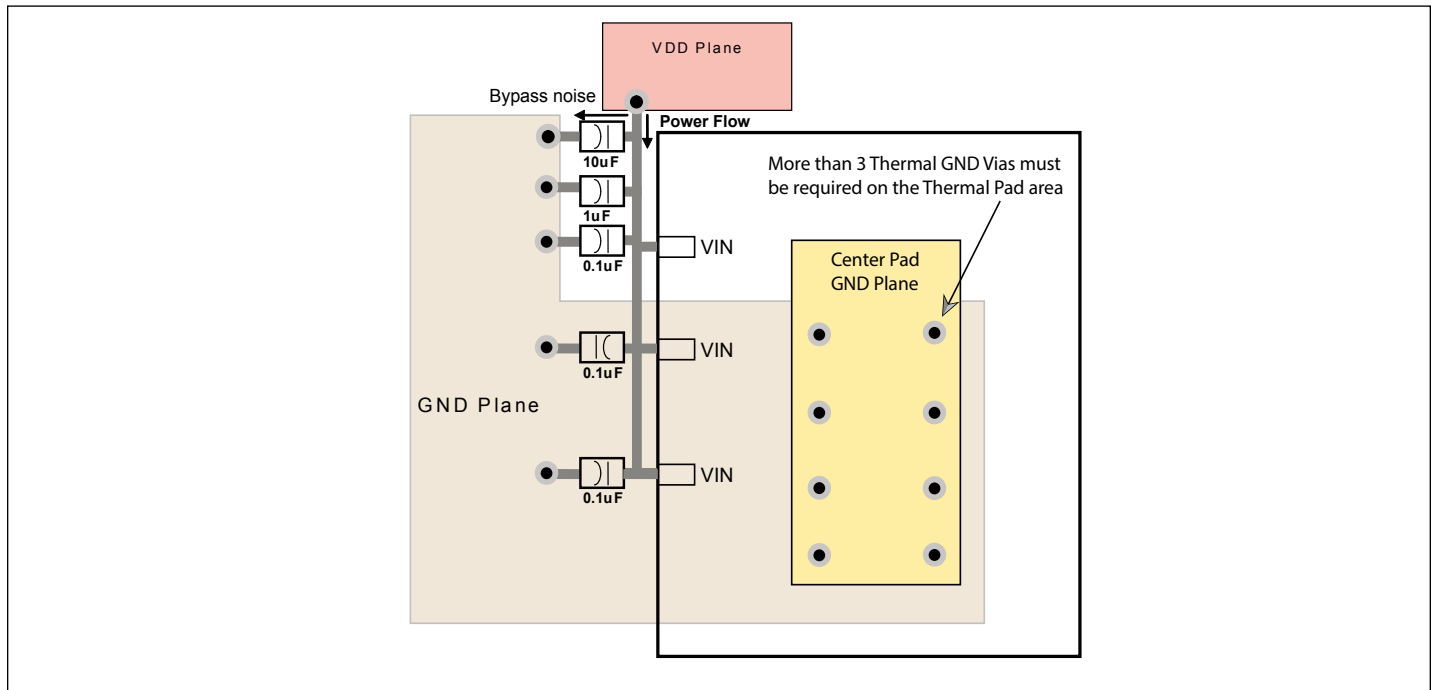 VDD Plane
Bypass noise
Power Flow
10uF
1uF
0.1uF
VIN
More than 3 Thermal GND Vias must
be required on the Thermal Pad area
Center Pad
GND Plane
0.1uF
VIN
GND Plane
0.1uF
VIN